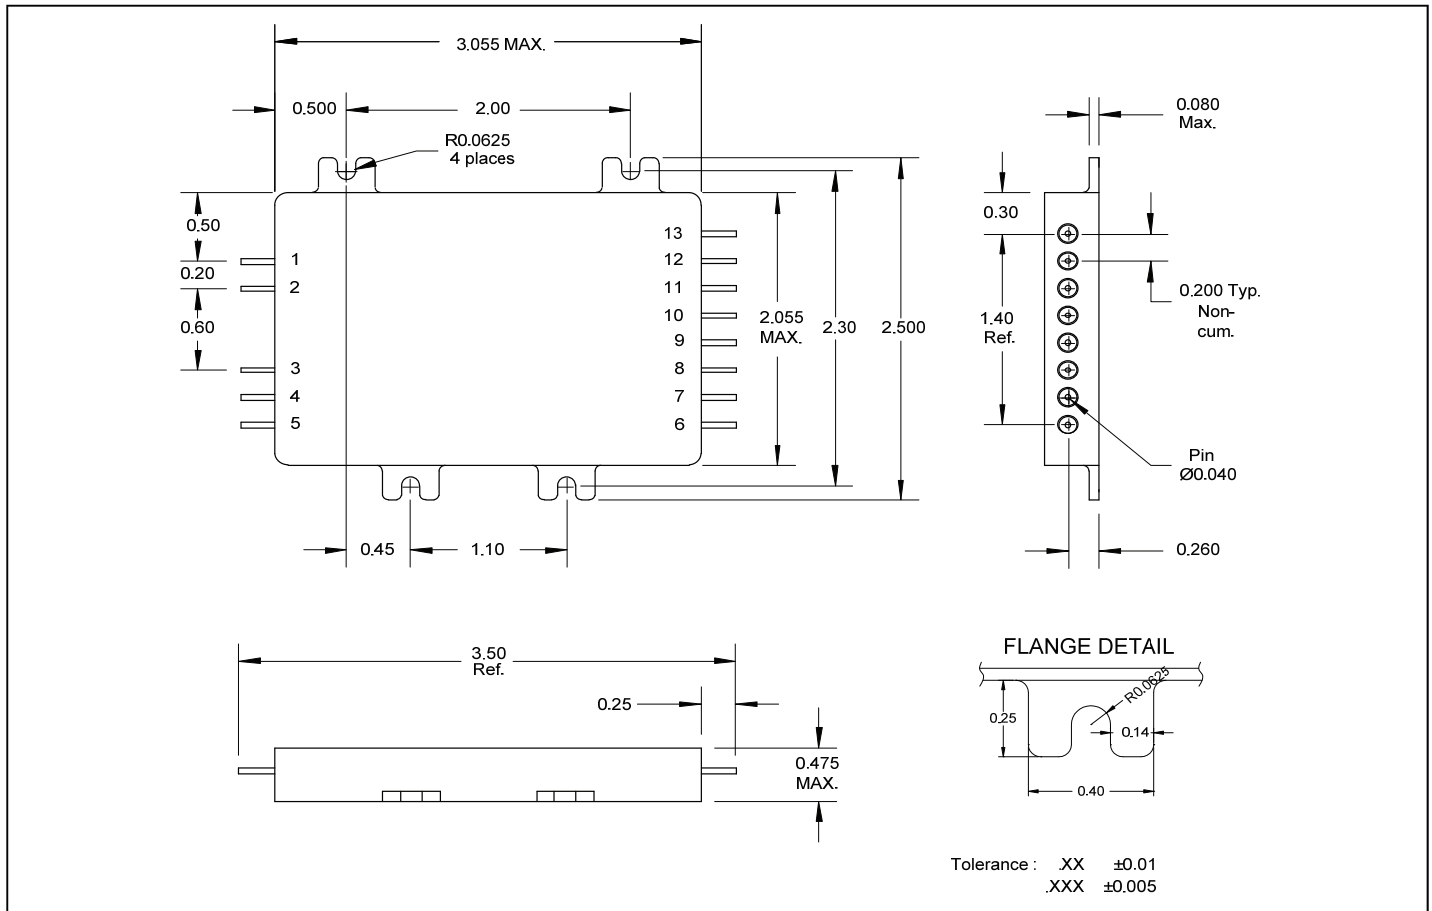 3.055 MAX.
0.500
2.00
R0.0625
4 places
0.50
0.20
0.60
1
2
3
4
5
13
12
11
10
9
8
7
6
2.055
MAX.
2.30
2.500
0.45
1.10
0.080
Max.
0.30
1.40
Ref.
0.200 Typ.
Non-
cum.
Pin
Ø0.040
0.260
3.50
Ref.
0.25
0.475
MAX.
FLANGE DETAIL
R0.0625
0.25
0.14
0.40
Tolerance : .XX ±0.01
.XXX ±0.005